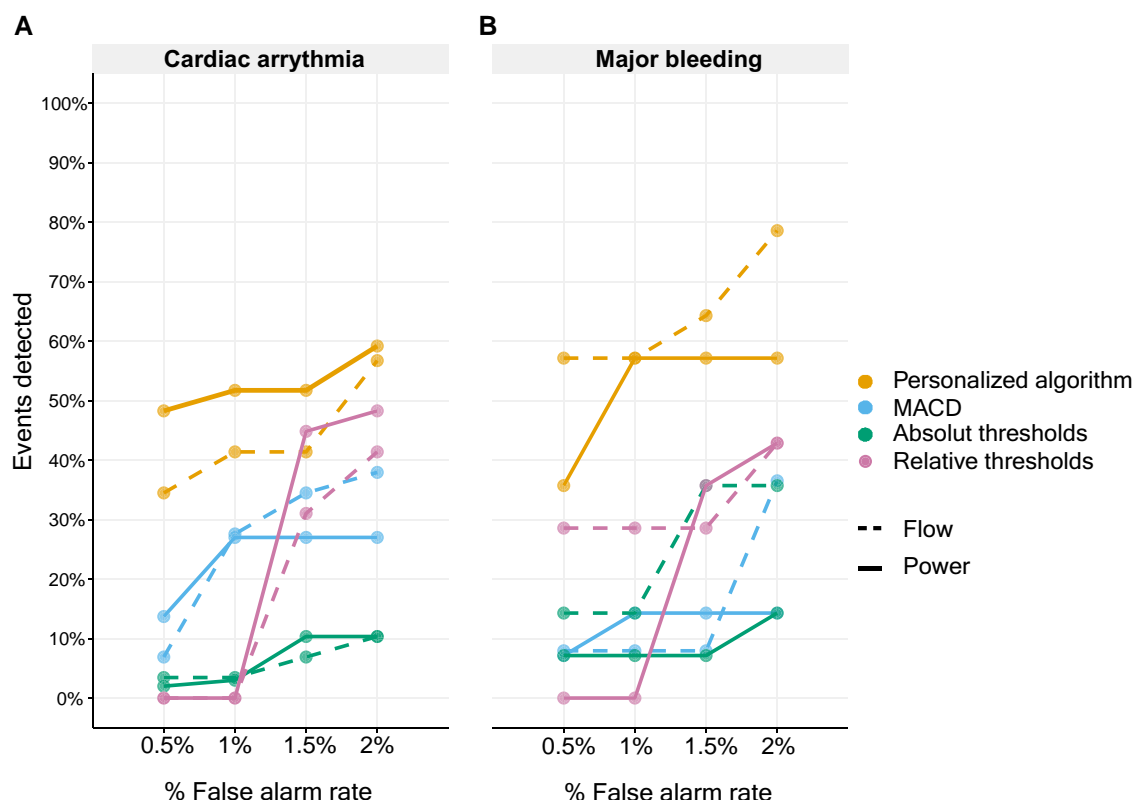 A
B
Cardiac arrythmia
Major bleeding
Events detected
100%
90%
80%
70%
60%
50%
40%
30%
20%
10%
0%
0.5% 1% 1.5% 2%
0.5% 1% 1.5% 2%
% False alarm rate
% False alarm rate
Personalized algorithm
MACD
Absolut thresholds
Relative thresholds
Flow
Power